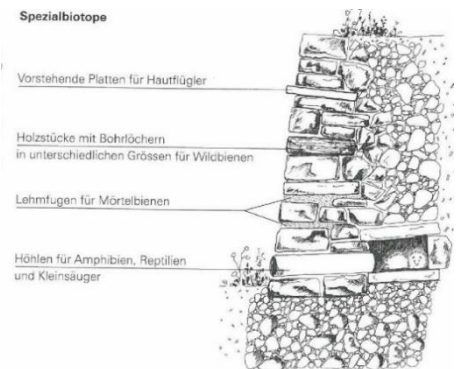 Spezialbiotope
Vorstehende Platten für Hautflügler
Holzstücke mit Bohrlöchern
in unterschiedlichen Grössen für Wildbienen
Lehmfugen für Mörtelbienen
Höhlen für Amphibien, Reptilien
und Kleinsäuger